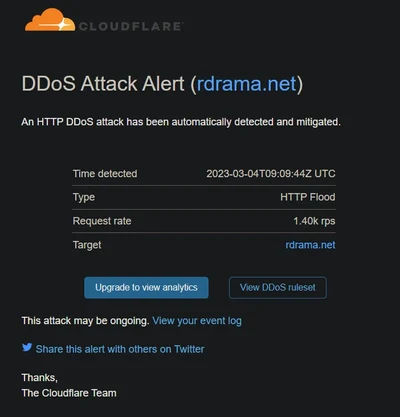 CLOUDFLARE
DDoS Attack Alert (rdrama.net)
An HTTP DDoS attack has been automatically detected and mitigated.
Time detected 2023-03-04T09:09:44Z UTC
Type HTTP Flood
Request rate 1.40k rps
Target rdrama.net
Upgrade to view analytics View DDoS ruleset
This attack may be ongoing. View your event log
Share this alert with others on Twitter
Thanks,
The Cloudflare Team